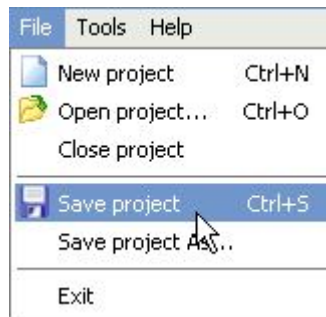 File Tools Help
New project Ctrl+N
Open project... Ctrl+O
Close project
Save project Ctrl+S
Save project As...
Exit